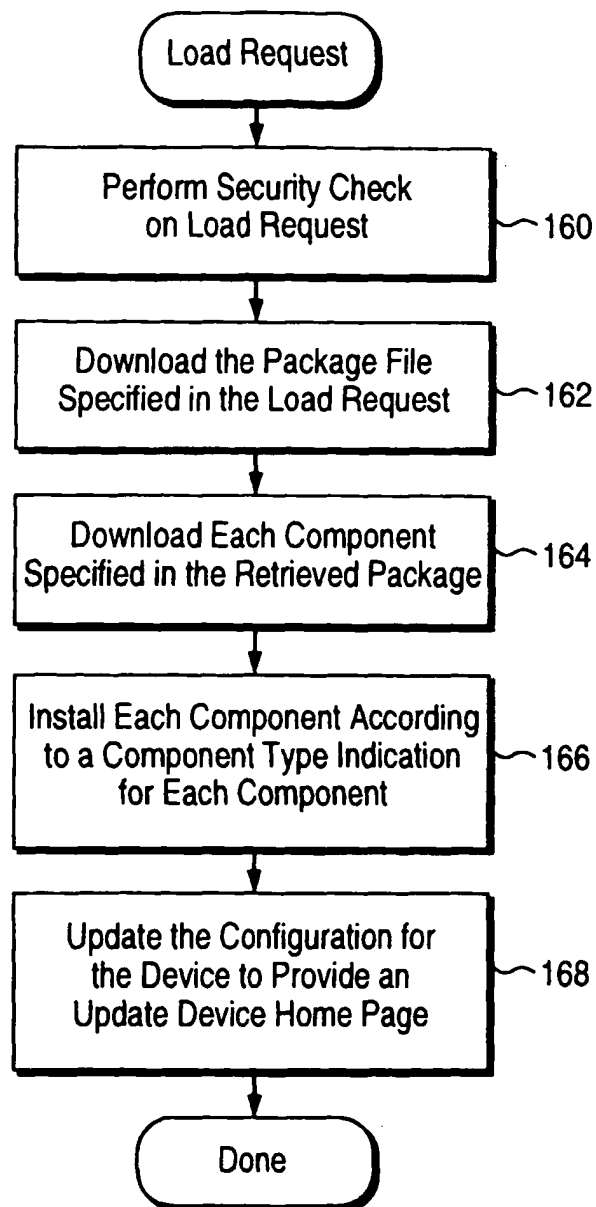 Load Request
Perform Security Check
on Load Request
160
Download the Package File
Specified in the Load Request
162
Download Each Component
Specified in the Retrieved Package
164
Install Each Component According
to a Component Type Indication
for Each Component
166
Update the Configuration for
the Device to Provide an
Update Device Home Page
168
Done